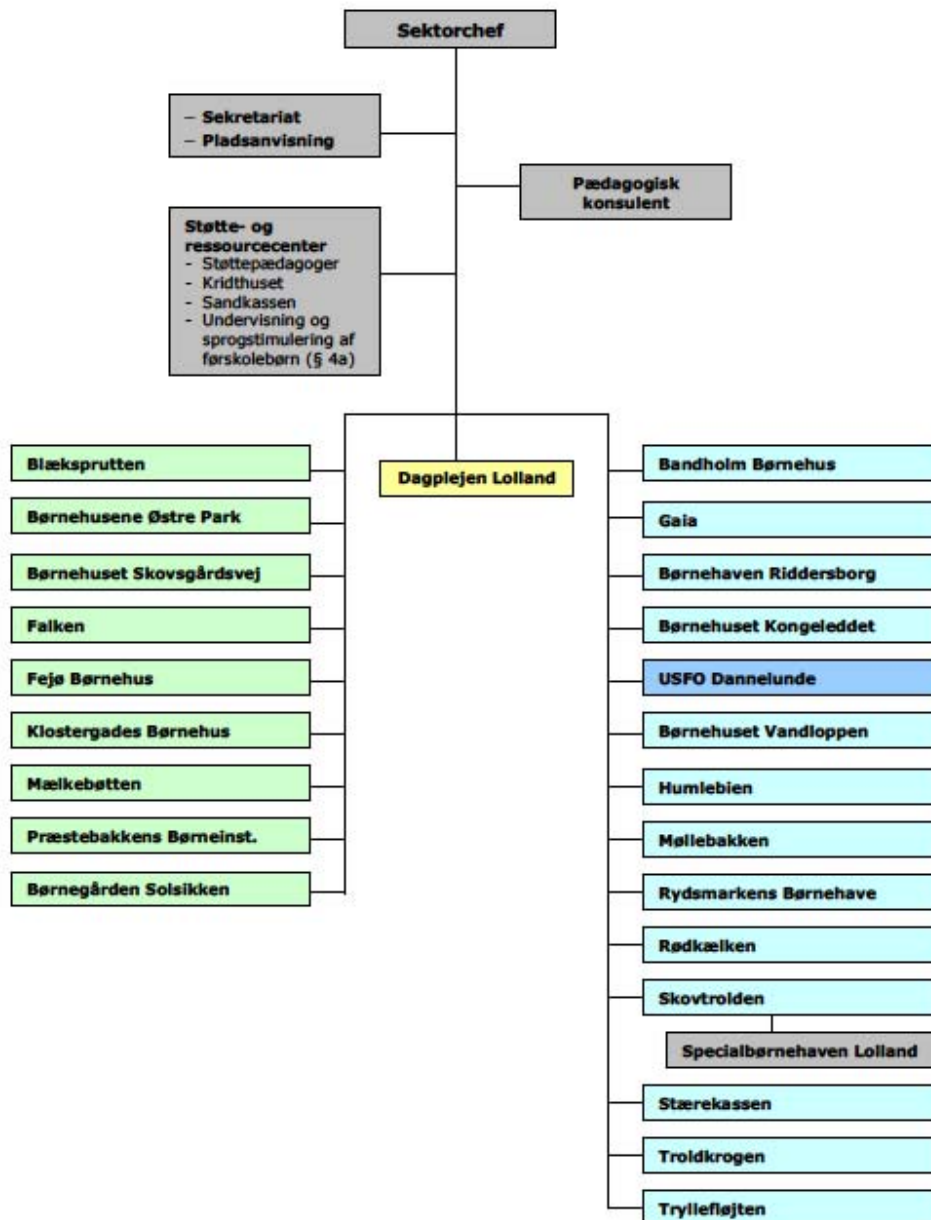 Sektorchef
– Sekretariat
– Pladsanvisning
Pædagogisk
konsulent
Støtte- og
ressourcecenter
- Støttepædagoger
- Kridthuset
- Sandkassen
- Undervisning og
sprogstimulering af
førskolebørn (§ 4a)
Dagplejen Lolland
Blæksprutten
Børnehusene Østre Park
Børnehuset Skovsgårdsvej
Falken
Fejø Børnehus
Klostergades Børnehus
Mælkebøtten
Præstebakkens Børneinst.
Børnegården Solsikken
Bandholm Børnehus
Gaia
Børnehaven Riddersborg
Børnehuset Kongeleddet
USFO Dannelunde
Børnehuset Vandloppen
Humlebien
Møllebakken
Rydsmarkens Børnehave
Rødkælken
Skovtrolden
Specialbørnehaven Lolland
Stærekassen
Troldkrogen
Tryllefløjten